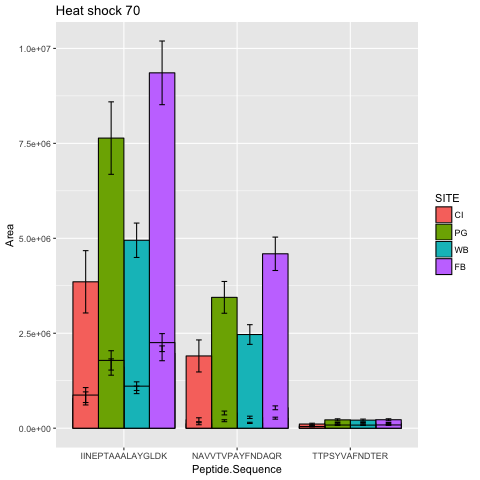 Heat shock 70
1.0e+07
7.5e+06
5.0e+06
2.5e+06
0.0e+00
Area
IINEPTAAALAYGLDK
NAVVTVPAYFNDAQR
TTPSYVAFNDTER
Peptide.Sequence
SITE
CI
PG
WB
FB